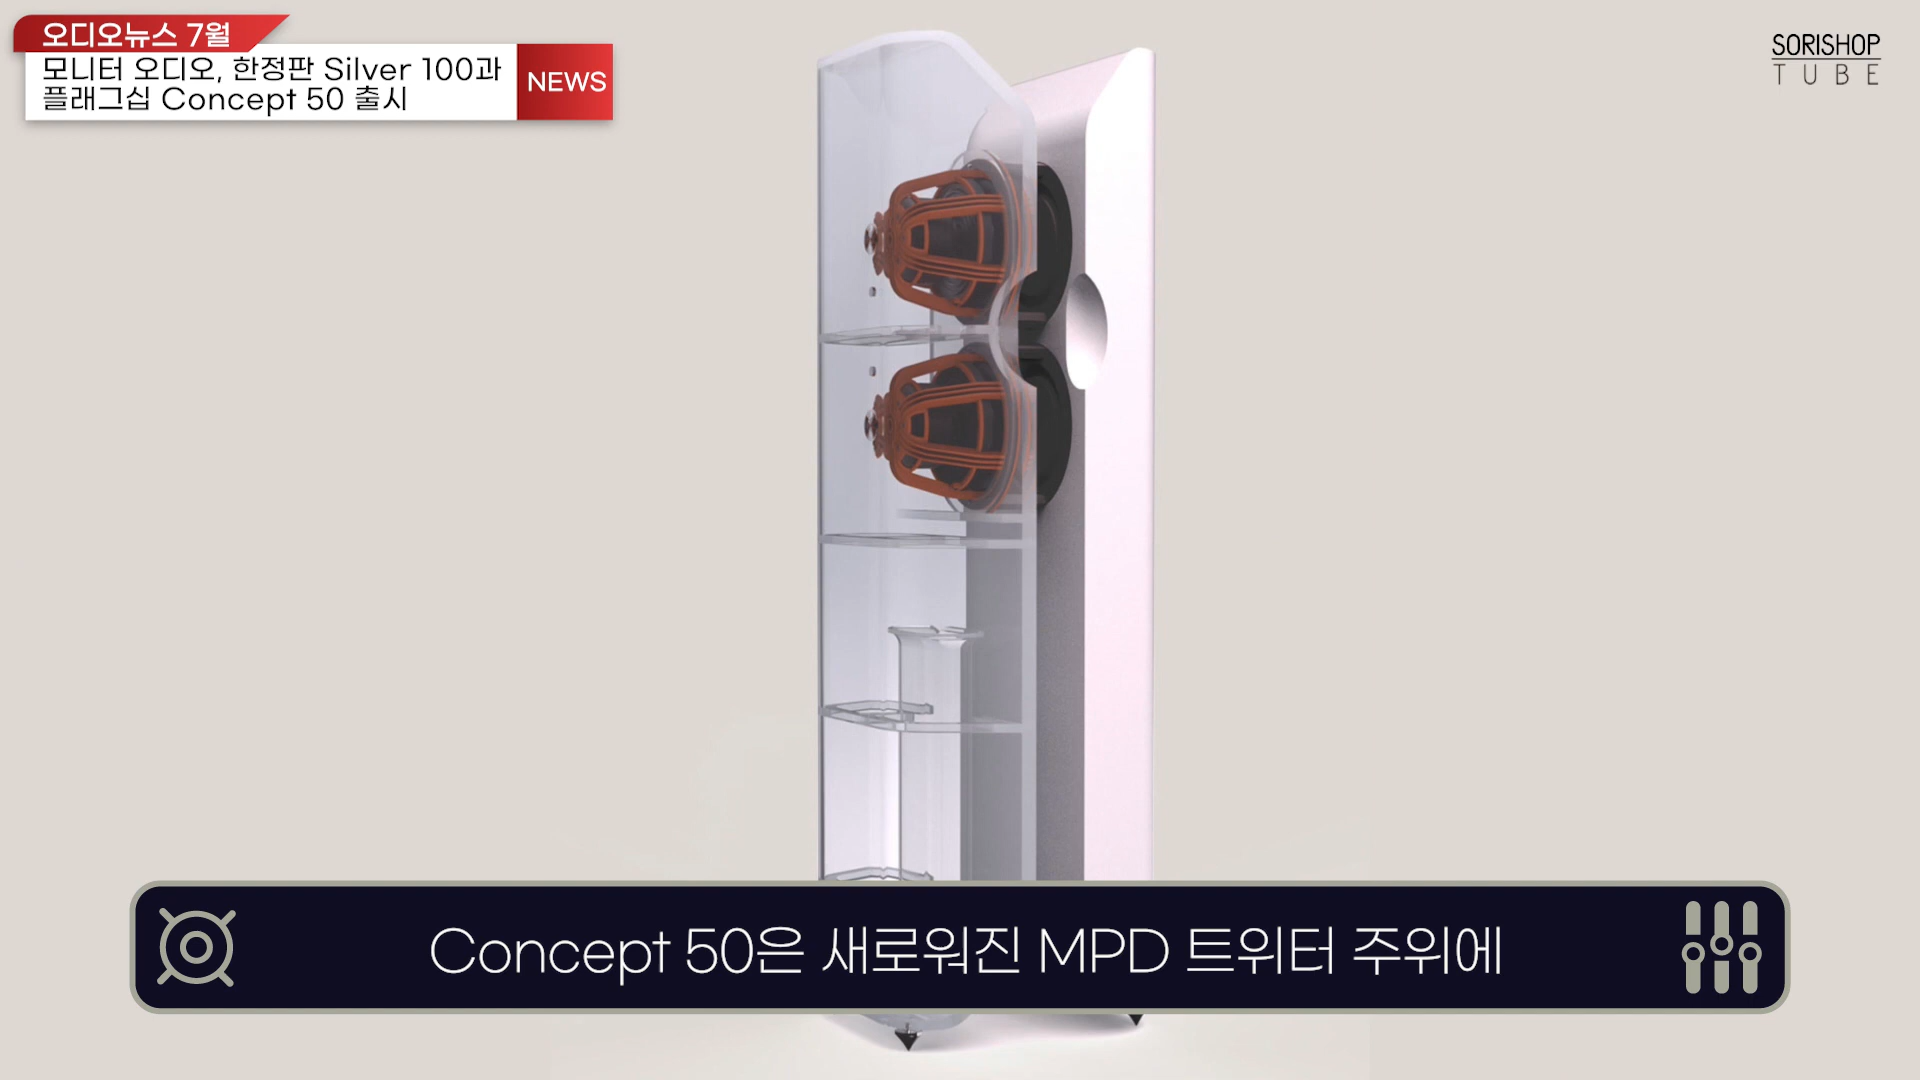 오디오뉴스 7월
모니터 오디오, 한정판 Silver 100과
플래그십 Concept 50 출시
NEWS
SORISHOP
TUBE
Concept 50은 새로워진 MPD 트위터 주위에